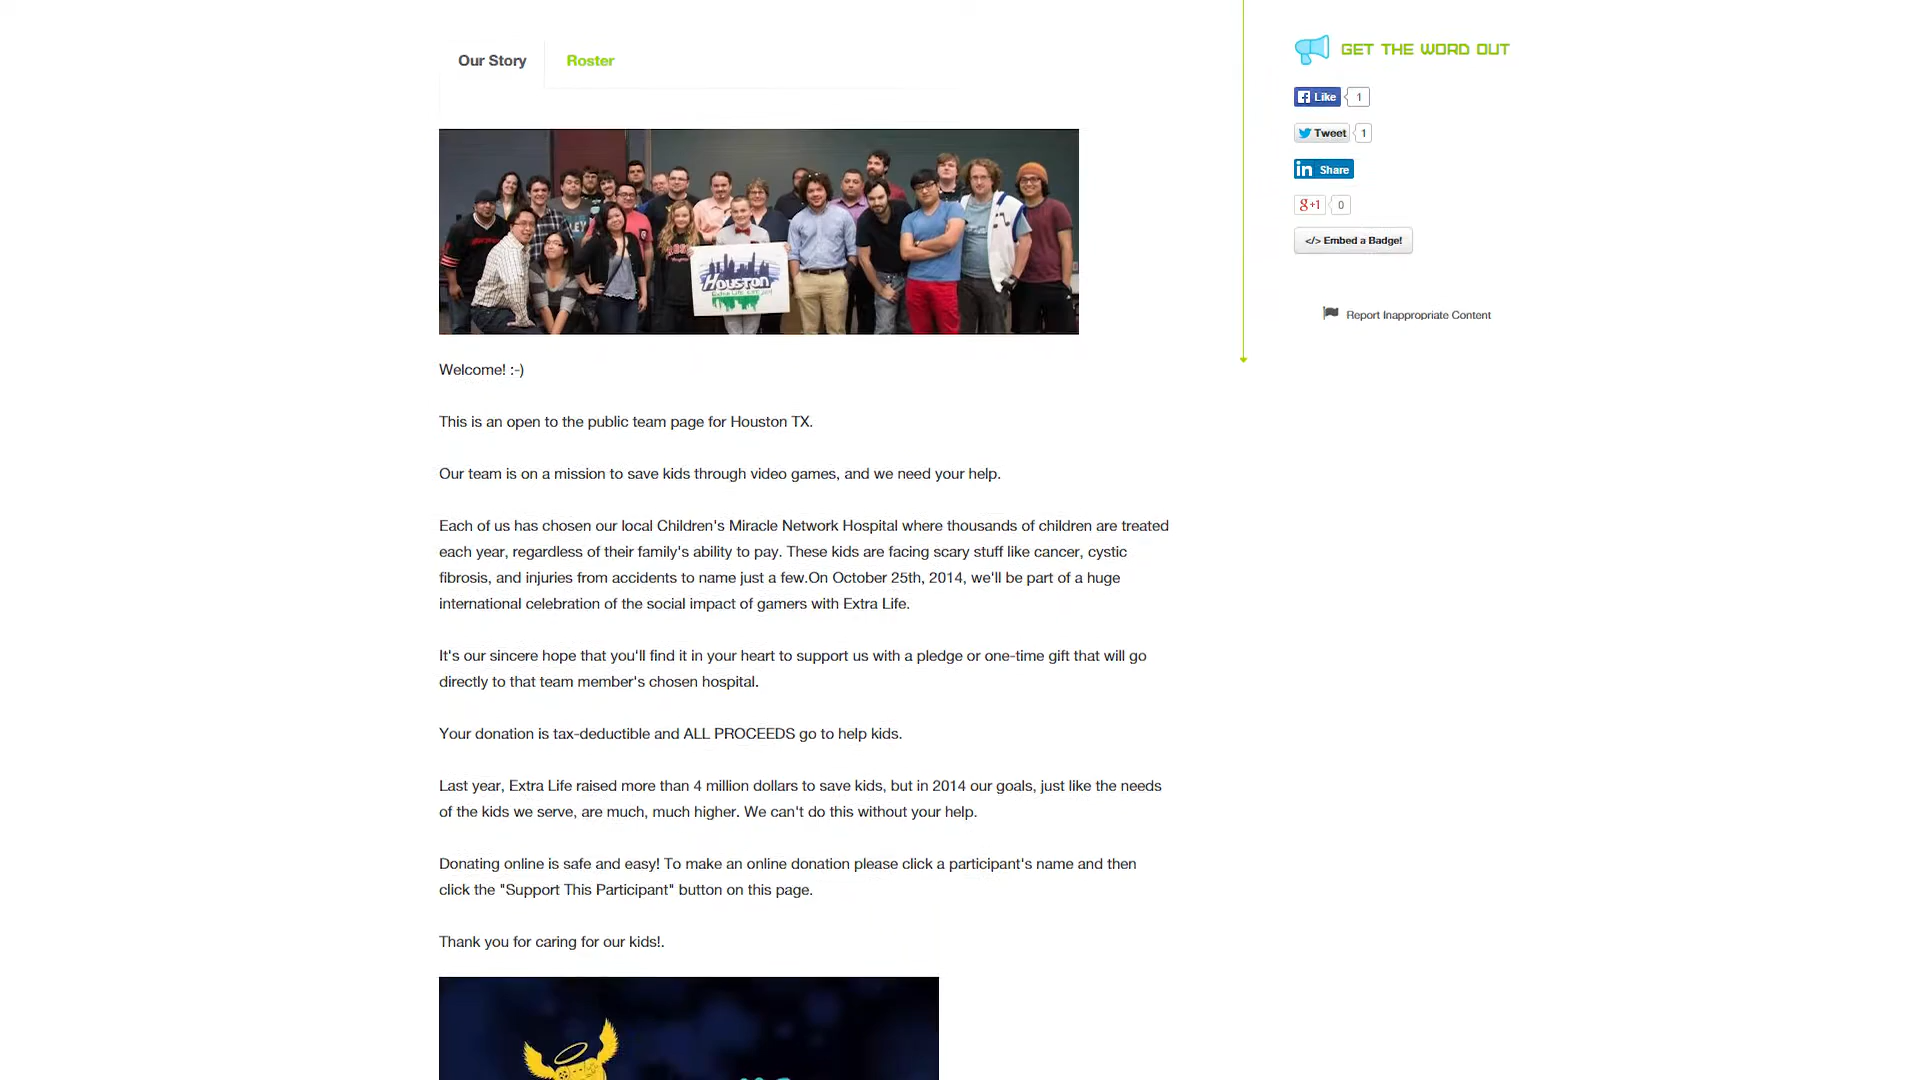 Our Story
Roster
GET THE WORD OUT
Like 1
Tweet 1
in Share
g+1 0
</> Embed a Badge!
Report Inappropriate Content
Houston
Welcome! :-)
This is an open to the public team page for Houston TX.
Our team is on a mission to save kids through video games, and we need your help.
Each of us has chosen our local Children's Miracle Network Hospital where thousands of children are treated
each year, regardless of their family's ability to pay. These kids are facing scary stuff like cancer, cystic
fibrosis, and injuries from accidents to name just a few.On October 25th, 2014, we'll be part of a huge
international celebration of the social impact of gamers with Extra Life.
It's our sincere hope that you'll find it in your heart to support us with a pledge or one-time gift that will go
directly to that team member's chosen hospital.
Your donation is tax-deductible and ALL PROCEEDS go to help kids.
Last year, Extra Life raised more than 4 million dollars to save kids, but in 2014 our goals, just like the needs
of the kids we serve, are much, much higher. We can't do this without your help.
Donating online is safe and easy! To make an online donation please click a participant's name and then
click the "Support This Participant" button on this page.
Thank you for caring for our kids!.